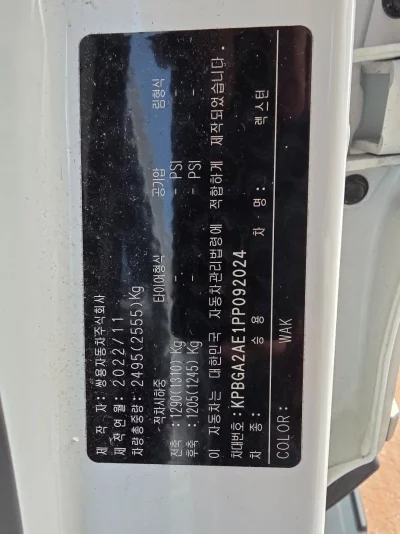 제 작 자: 쌍용자동차주식회사
제작연월: 2022/11
차량총중량: 2495(2555)Kg
적차시하중 타이어형식 공기압 림형식
전축: 1290(1310) Kg - - PSI -
후축: 1205(1245) Kg - - PSI -
이 자동차는 대한민국 자동차관리법령에 적합하게 제작되었습니다.
차대번호: KPBGA2AE1PP092024
차 종: 승 용 차 명: 렉스턴
COLOR: WAK